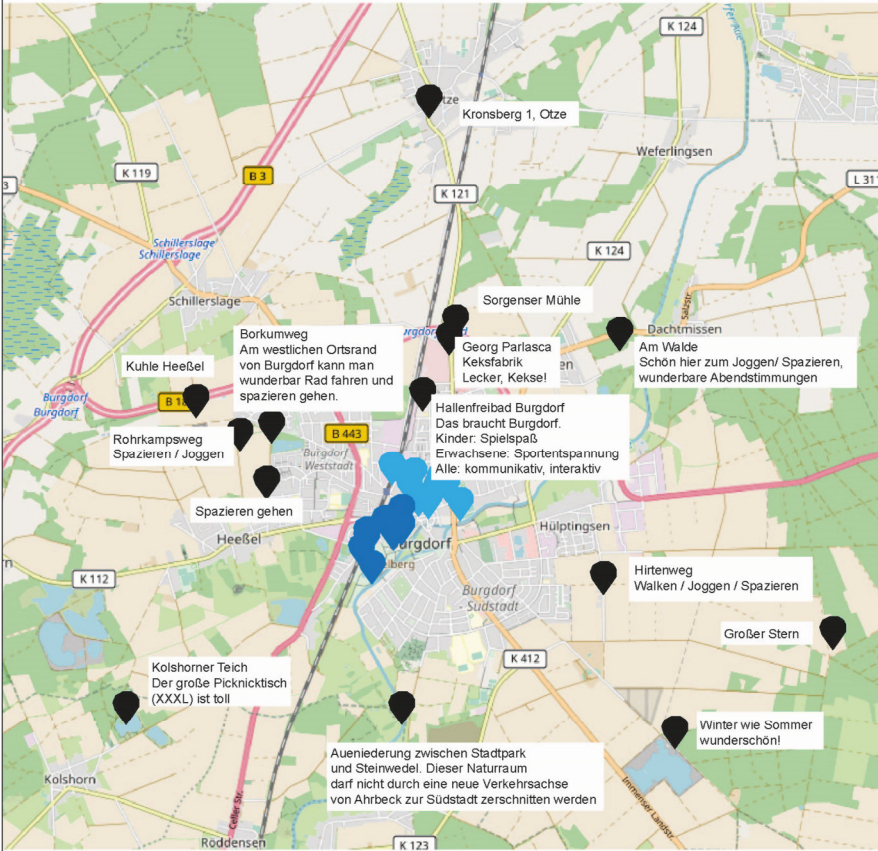 K 124
Kronsberg 1, Otze
Weferlingsen
K 119
B 3
L 311
K 121
K 124
Schillerslage
Schillerslage
Schillerslage
Sorgenser Mühle
Salzstr.
Dachtmissen
Borkumweg
Am westlichen Ortsrand
von Burgdorf kann man
wunderbar Rad fahren und
spazieren gehen.
Georg Parlasca
Keksfabrik
Lecker, Kekse!
Am Walde
Schön hier zum Joggen/ Spazieren,
wunderbare Abendstimmungen
Kuhle Heeßel
Burgdorf
Burgdorf
Hallenfreibad Burgdorf
Das braucht Burgdorf.
Kinder: Spielspaß
Erwachsene: Sportentspannung
Alle: kommunikativ, interaktiv
Rohrkampsweg
Spazieren / Joggen
B 443
Burgdorf
- Weststadt
Spazieren gehen
Heeßel
Hülptingsen
Burgdorf
K 112
Hirtenweg
Walken / Joggen / Spazieren
Burgdorf
- Südstadt
Großer Stern
K 412
Kolshorner Teich
Der große Picknicktisch
(XXXL) ist toll
Winter wie Sommer
wunderschön!
Aueniederung zwischen Stadtpark
und Steinwedel. Dieser Naturraum
darf nicht durch eine neue Verkehrsachse
von Ahrbeck zur Südstadt zerschnitten werden
Kolshorn
Celler Str.
Immenser Landstr.
Röddensen
K 123